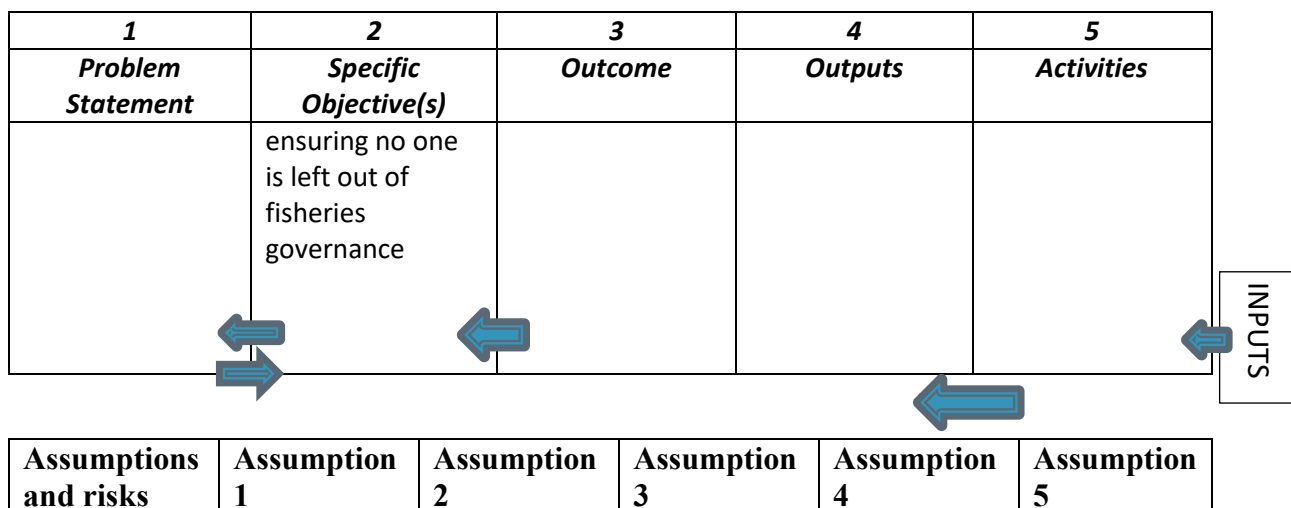 1 2 3 4 5
Problem Statement Specific Objective(s) Outcome Outputs Activities
ensuring no one
is left out of
fisheries
governance
INPUTS
Assumptions and risks Assumption 1 Assumption 2 Assumption 3 Assumption 4 Assumption 5